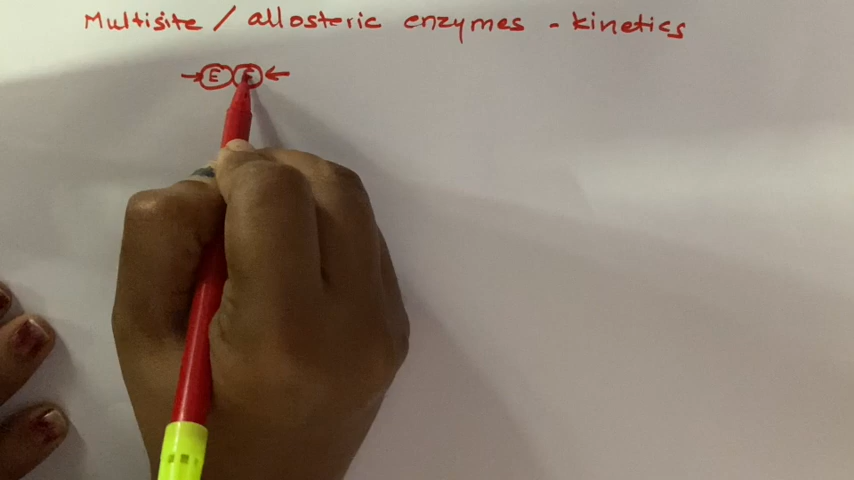 Multisite / allosteric enzymes - kinetics
→ E E ←